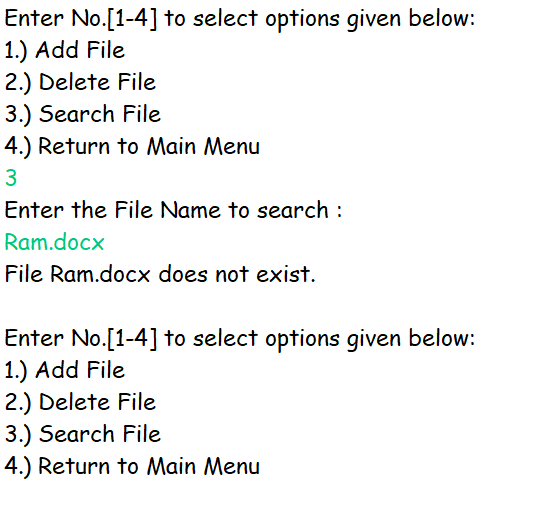 Enter No.[1-4] to select options given below:
1.) Add File
2.) Delete File
3.) Search File
4.) Return to Main Menu
3
Enter the File Name to search :
Ram.docx
File Ram.docx does not exist.
Enter No.[1-4] to select options given below:
1.) Add File
2.) Delete File
3.) Search File
4.) Return to Main Menu